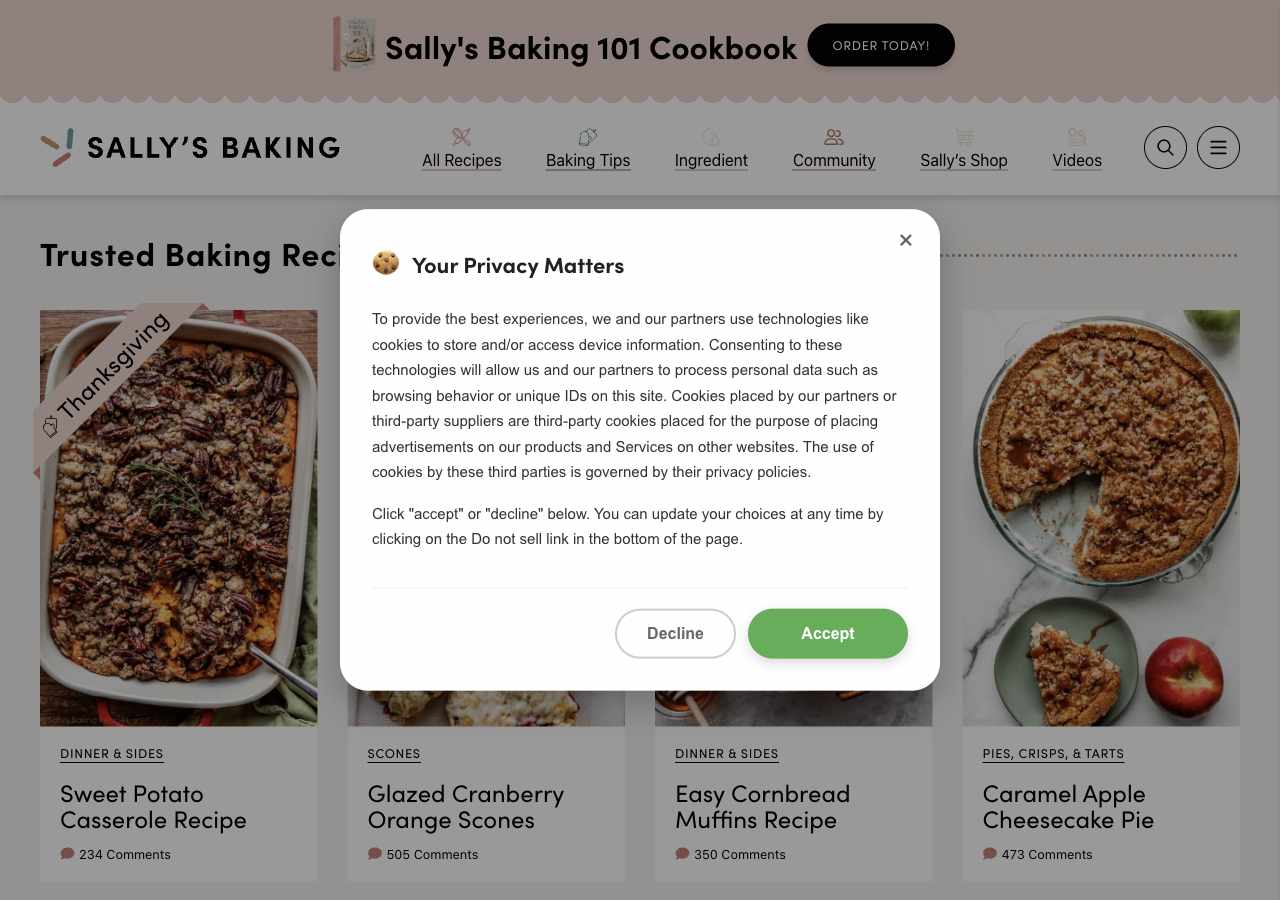 Sally's Baking 101 Cookbook
ORDER TODAY!
SALLY'S BAKING
All Recipes
Baking Tips
Ingredient
Community
Sally's Shop
Videos
Trusted Baking
Your Privacy Matters
To provide the best experiences, we and our partners use technologies like
cookies to store and/or access device information. Consenting to these
technologies will allow us and our partners to process personal data such as
browsing behavior or unique IDs on this site. Cookies placed by our partners or
third-party suppliers are third-party cookies placed for the purpose of placing
advertisements on our products and Services on other websites. The use of
cookies by these third parties is governed by their privacy policies.
Click "accept" or "decline" below. You can update your choices at any time by
clicking on the Do not sell link in the bottom of the page.
Decline
Accept
Thanksgiving
DINNER & SIDES
Sweet Potato
Casserole Recipe
234 Comments
SCONES
Glazed Cranberry
Orange Scones
505 Comments
DINNER & SIDES
Easy Cornbread
Muffins Recipe
350 Comments
PIES, CRISPS, & TARTS
Caramel Apple
Cheesecake Pie
473 Comments